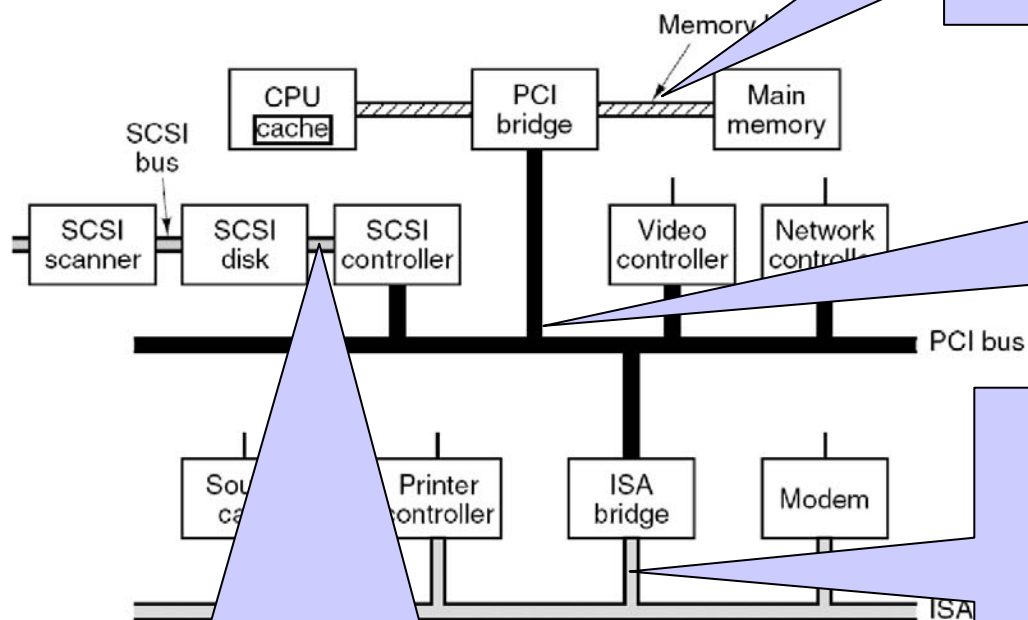 Memory
CPU
cache
PCI
bridge
Main
memory
SCSI
bus
SCSI
scanner
SCSI
disk
SCSI
controller
Video
controller
Network
PCI bus
Printer
controller
ISA
bridge
Modem
ISA